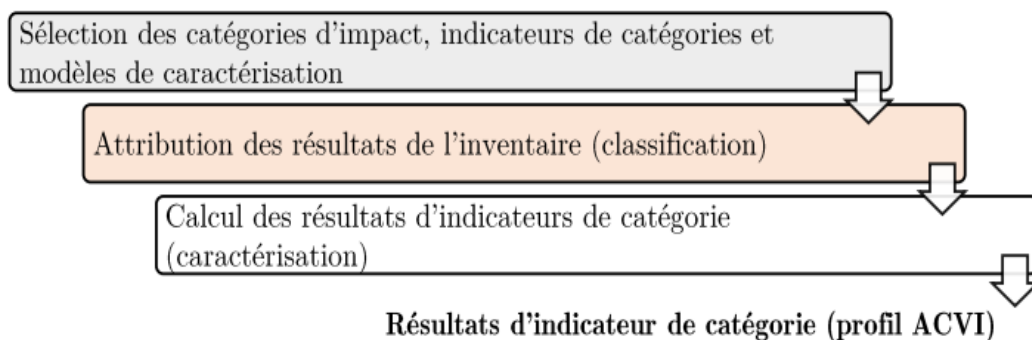 Sélection des catégories d'impact, indicateurs de catégories et
modèles de caractérisation
Attribution des résultats de l'inventaire (classification)
Calcul des résultats d'indicateurs de catégorie
(caractérisation)
Résultats d'indicateur de catégorie (profil ACVI)